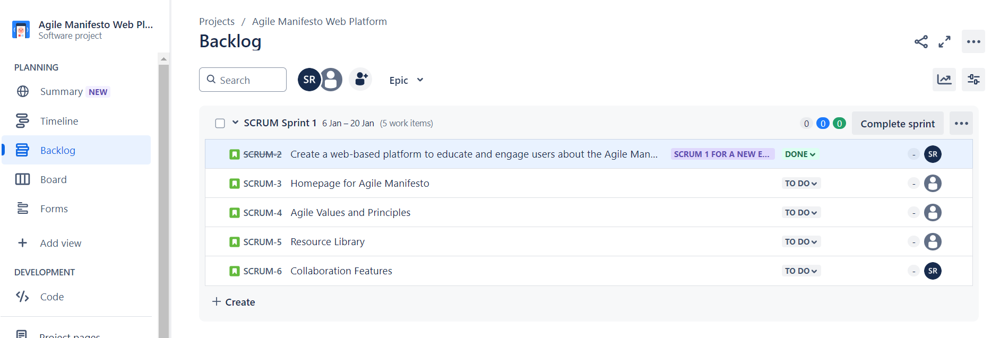 Agile Manifesto Web Pl...
Software project
PLANNING
Summary NEW
Timeline
Backlog
Board
Forms
Add view
DEVELOPMENT
Code
Project pages
Projects / Agile Manifesto Web Platform
Backlog
Search
SR
Epic
SCRUM Sprint 1 6 Jan – 20 Jan (5 work items)
0 0 0 Complete sprint
SCRUM-2 Create a web-based platform to educate and engage users about the Agile Man... SCRUM 1 FOR A NEW E... DONE - SR
SCRUM-3 Homepage for Agile Manifesto TO DO -
SCRUM-4 Agile Values and Principles TO DO -
SCRUM-5 Resource Library TO DO -
SCRUM-6 Collaboration Features TO DO - SR
+ Create